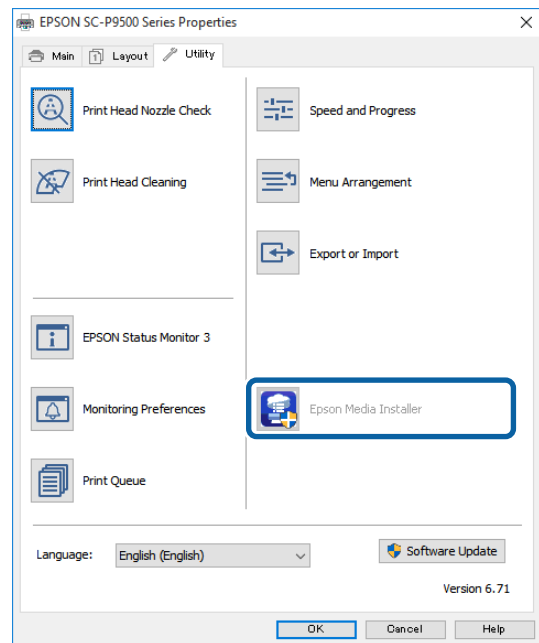 EPSON SC-P9500 Series Properties
Main
Layout
Utility
Print Head Nozzle Check
Speed and Progress
Print Head Cleaning
Menu Arrangement
Export or Import
EPSON Status Monitor 3
Monitoring Preferences
Epson Media Installer
Print Queue
Language:
English (English)
Software Update
Version 6.71
OK
Cancel
Help